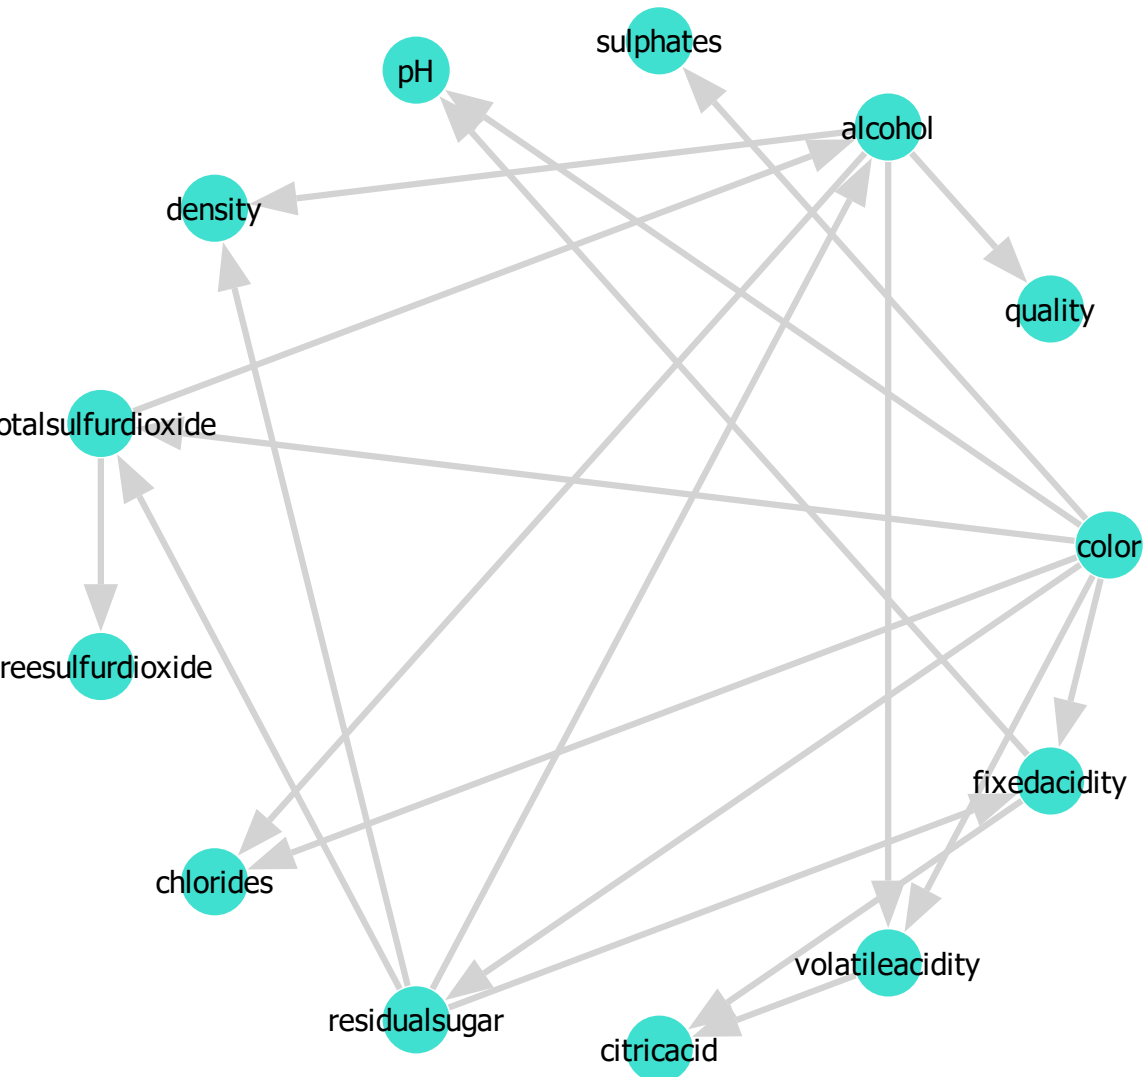 sulphates
pH
alcohol
density
quality
otalsulfurdioxide
color
reesulfurdioxide
fixedacidity
chlorides
volatileacidity
residualsugar
citricacid